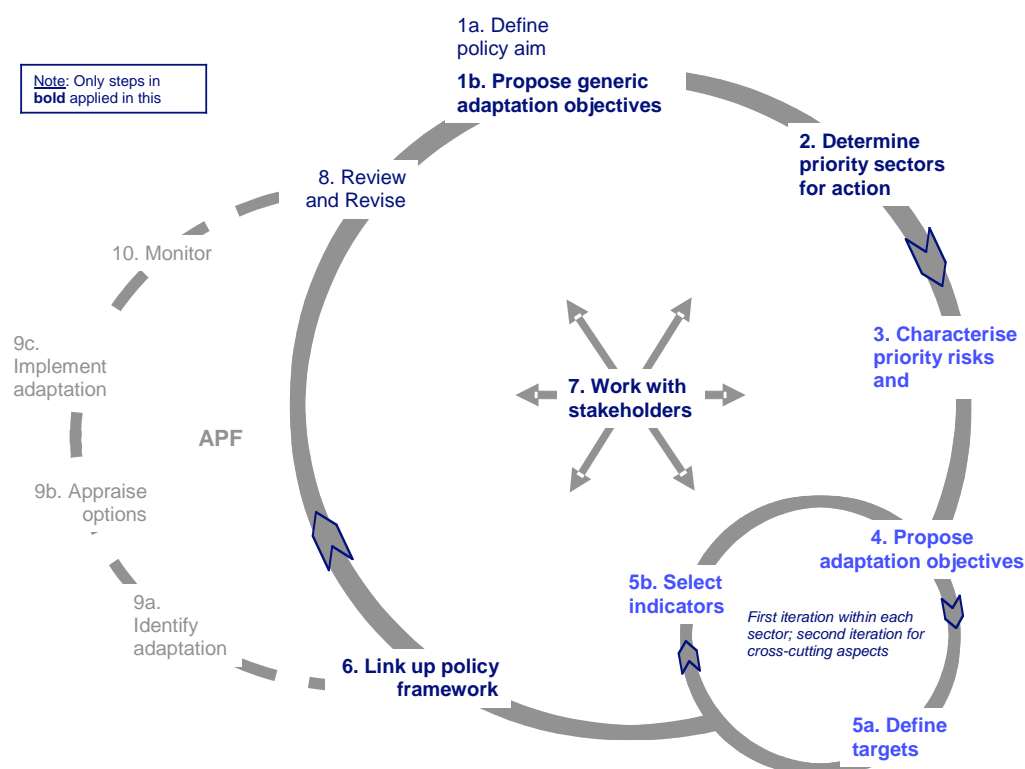 1a. Define
policy aim
1b. Propose generic
adaptation objectives
Note: Only steps in
bold applied in this
2. Determine
priority sectors
for action
8. Review
and Revise
10. Monitor
3. Characterise
priority risks
and
9c.
Implement
adaptation
7. Work with
stakeholders
APF
9b. Appraise
options
4. Propose
adaptation objectives
5b. Select
indicators
First iteration within each
sector; second iteration for
cross-cutting aspects
9a.
Identify
adaptation
6. Link up policy
framework
5a. Define
targets